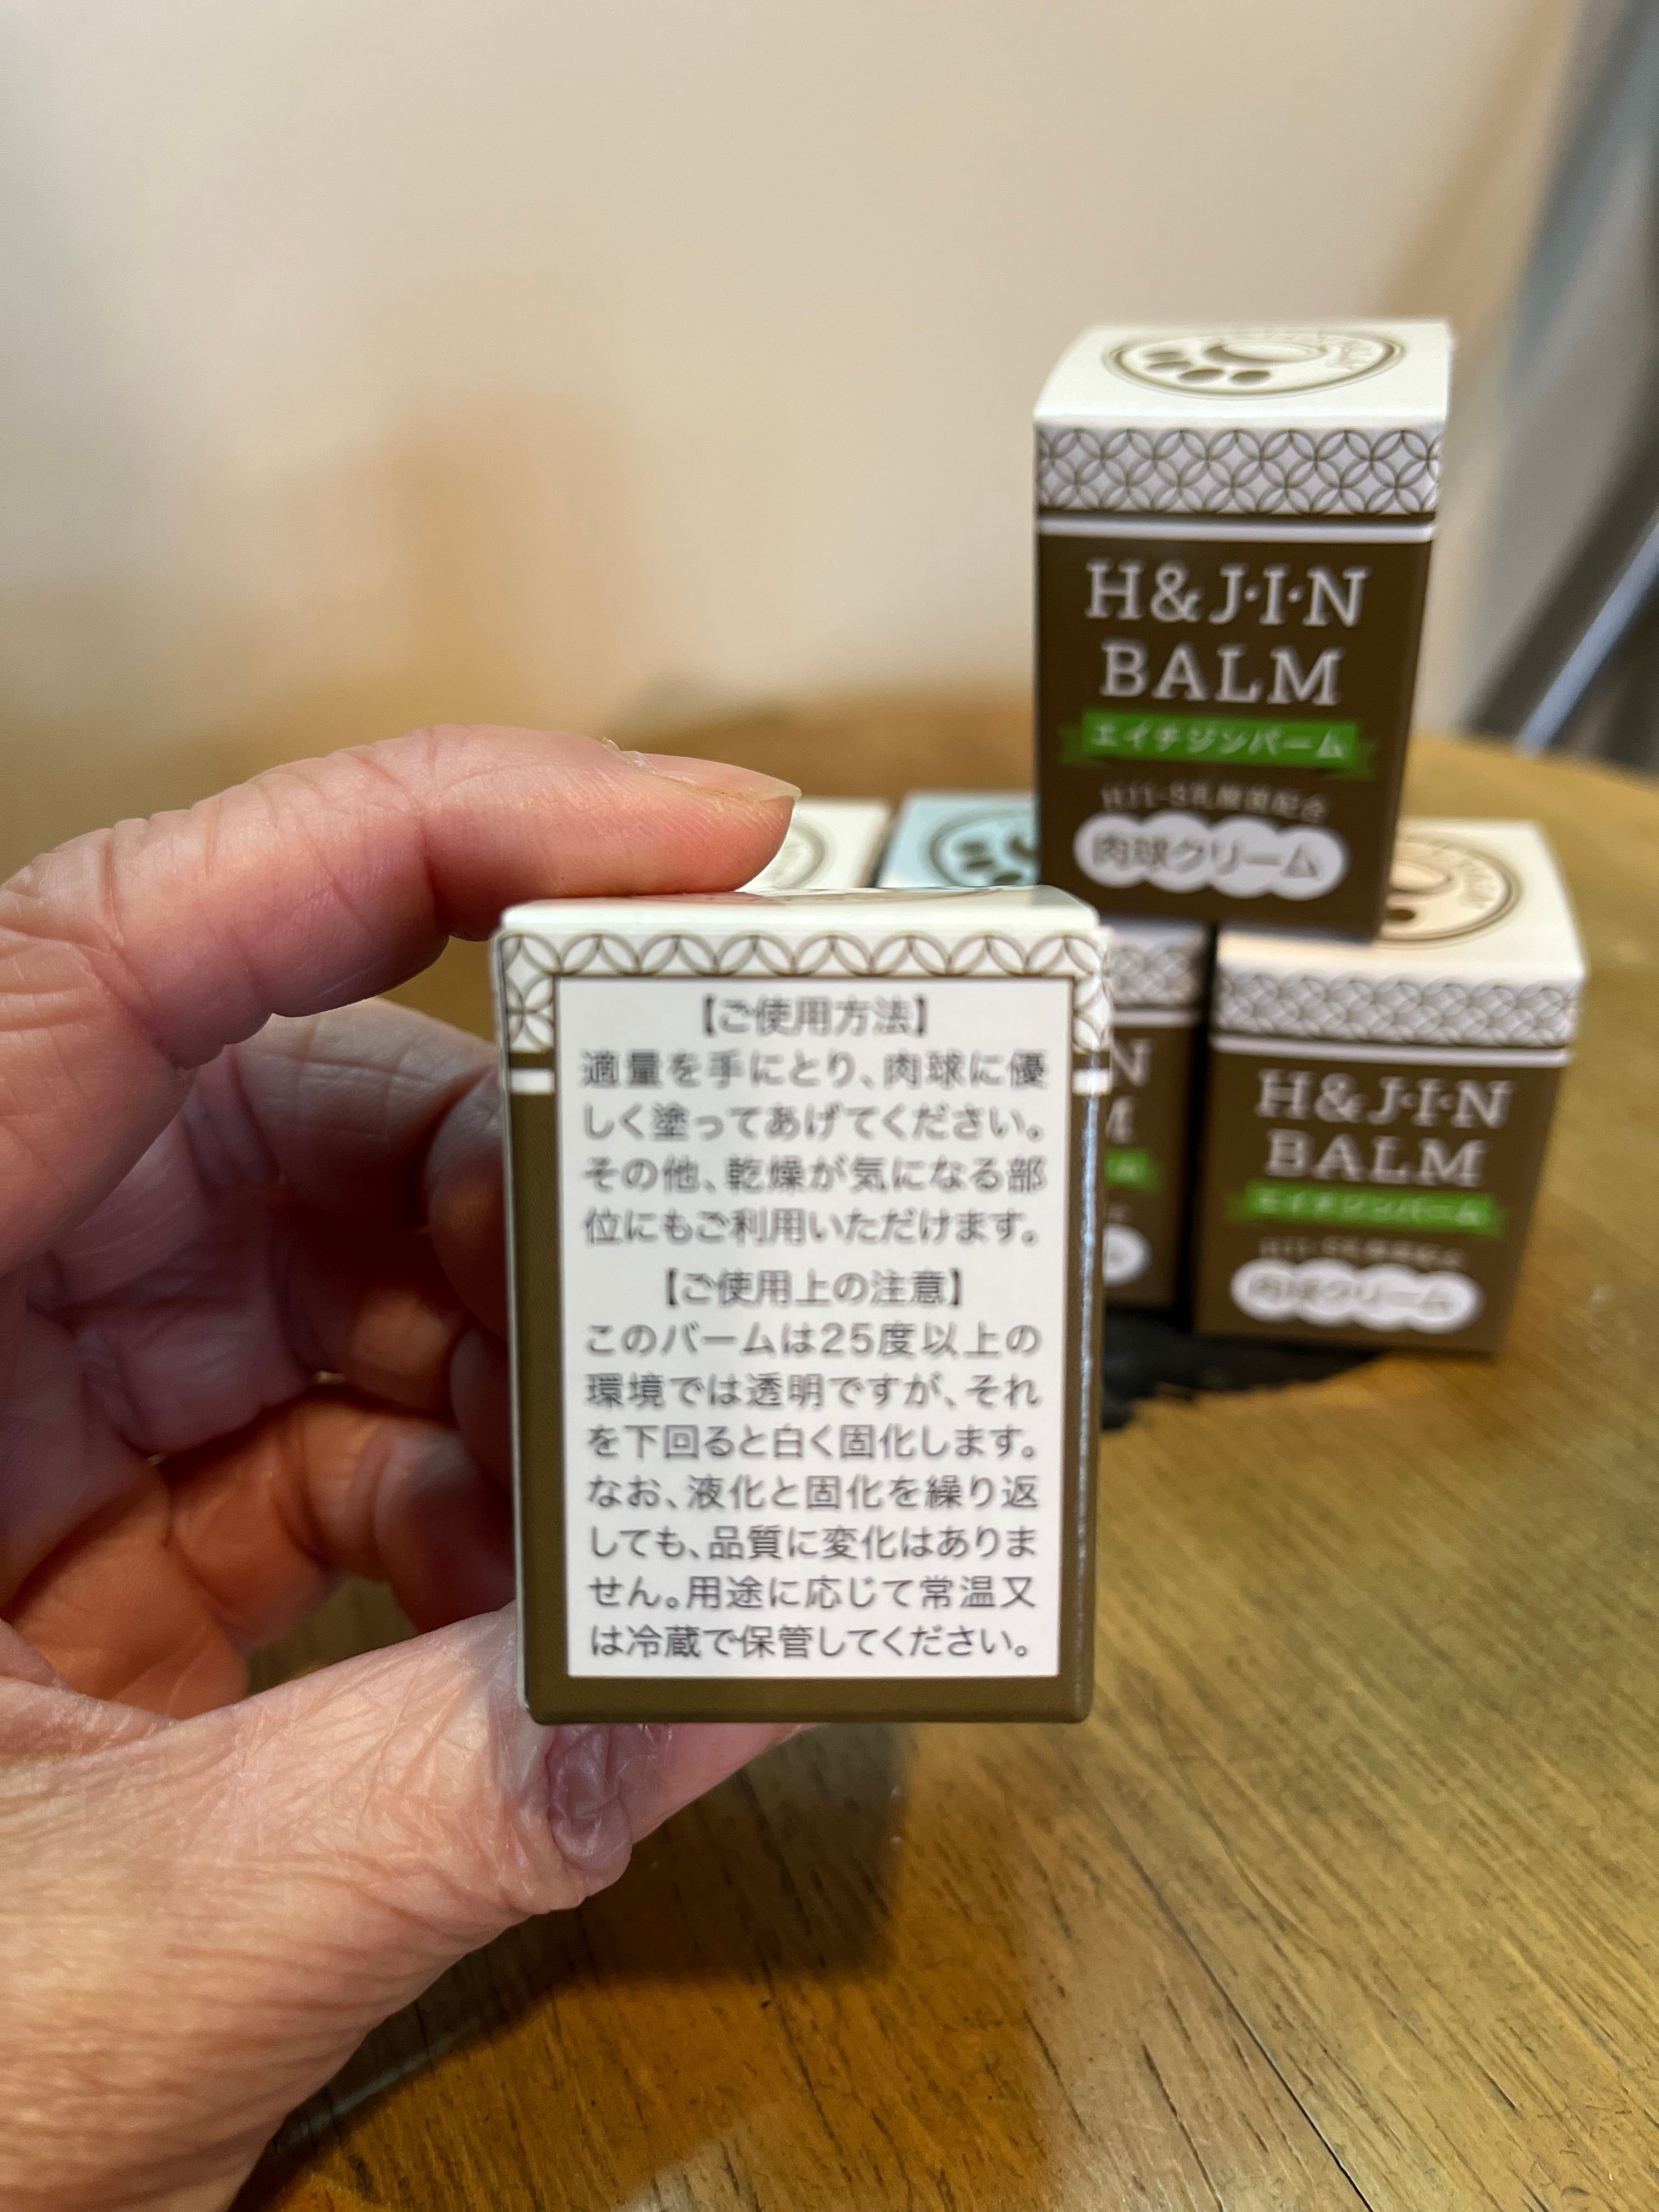 H&J·I·N
BALM
エイチジンバーム
HJ1-S乳酸菌配合
肉球クリーム
【ご使用方法】
適量を手にとり、肉球に優
しく塗ってあげてください。
その他、乾燥が気になる部
位にもご利用いただけます。
【ご使用上の注意】
このバームは25度以上の
環境では透明ですが、それ
を下回ると白く固化します。
なお、液化と固化を繰り返
しても、品質に変化はありま
せん。用途に応じて常温又
は冷蔵で保管してください。
N
M
H&J·I·N
BALM
エイチジンバーム
肉球クリーム